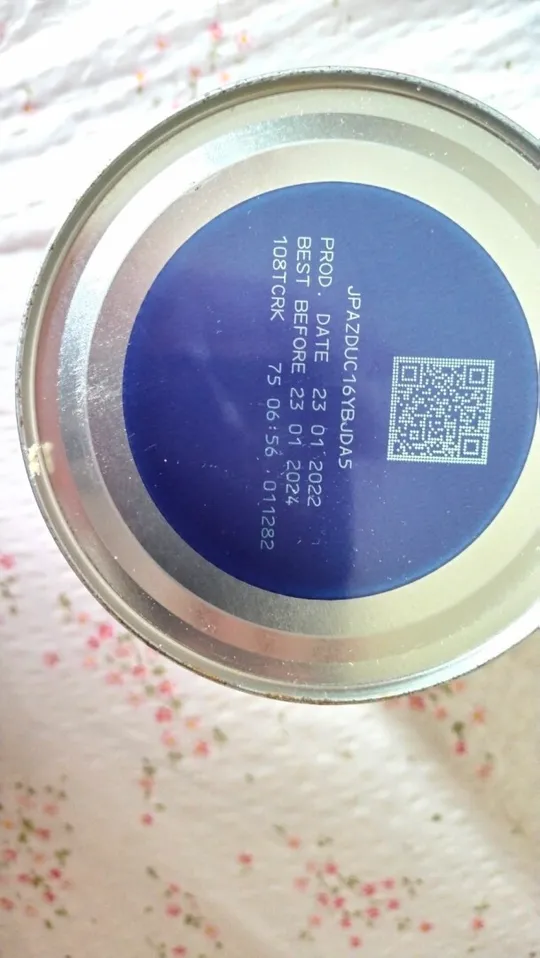 JPAZDUC16YBJDA5
PROD. DATE 23 01 2022
BEST BEFORE 23 01 2024
108TCRK 75 06:56 011282